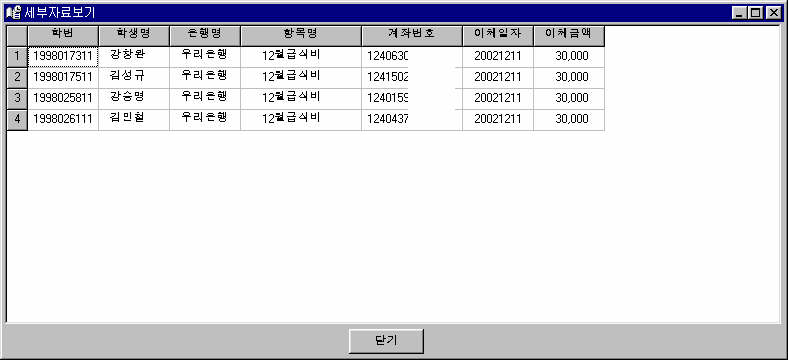 세부자료보기
학번 학생명 은행명 항목명 계좌번호 이체일자 이체금액
1 1998017311 강창완 우리은행 12월급식비 1240630 20021211 30,000
2 1998017511 김성규 우리은행 12월급식비 1241502 20021211 30,000
3 1998025811 강승명 우리은행 12월급식비 1240159 20021211 30,000
4 1998026111 김민철 우리은행 12월급식비 1240437 20021211 30,000
닫기